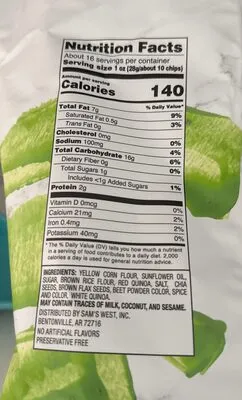 Nutrition Facts
About 16 servings per container
Serving size 1 oz (28g/about 10 chips)
Amount per serving
Calories 140
% Daily Value*
Total Fat 7g 9%
Saturated Fat 0.5g 3%
Trans Fat 0g
Cholesterol 0mg 0%
Sodium 100mg 4%
Total Carbohydrate 16g 6%
Dietary Fiber 0g 0%
Total Sugars 1g
Includes <1g Added Sugars 1%
Protein 2g
Vitamin D 0mcg 0%
Calcium 21mg 2%
Iron 0.4mg 2%
Potassium 40mg 0%
* The % Daily Value (DV) tells you how much a nutrient
in a serving of food contributes to a daily diet. 2,000
calories a day is used for general nutrition advice.
INGREDIENTS: YELLOW CORN FLOUR, SUNFLOWER OIL,
SUGAR, BROWN RICE FLOUR, RED QUINOA, SALT, CHIA
SEEDS, BROWN FLAX SEEDS, BEET POWDER COLOR, SPICE
AND COLOR, WHITE QUINOA.
MAY CONTAIN TRACES OF MILK, COCONUT, AND SESAME.
DISTRIBUTED BY SAM'S WEST, INC.
BENTONVILLE, AR 72716
NO ARTIFICIAL FLAVORS
PRESERVATIVE FREE